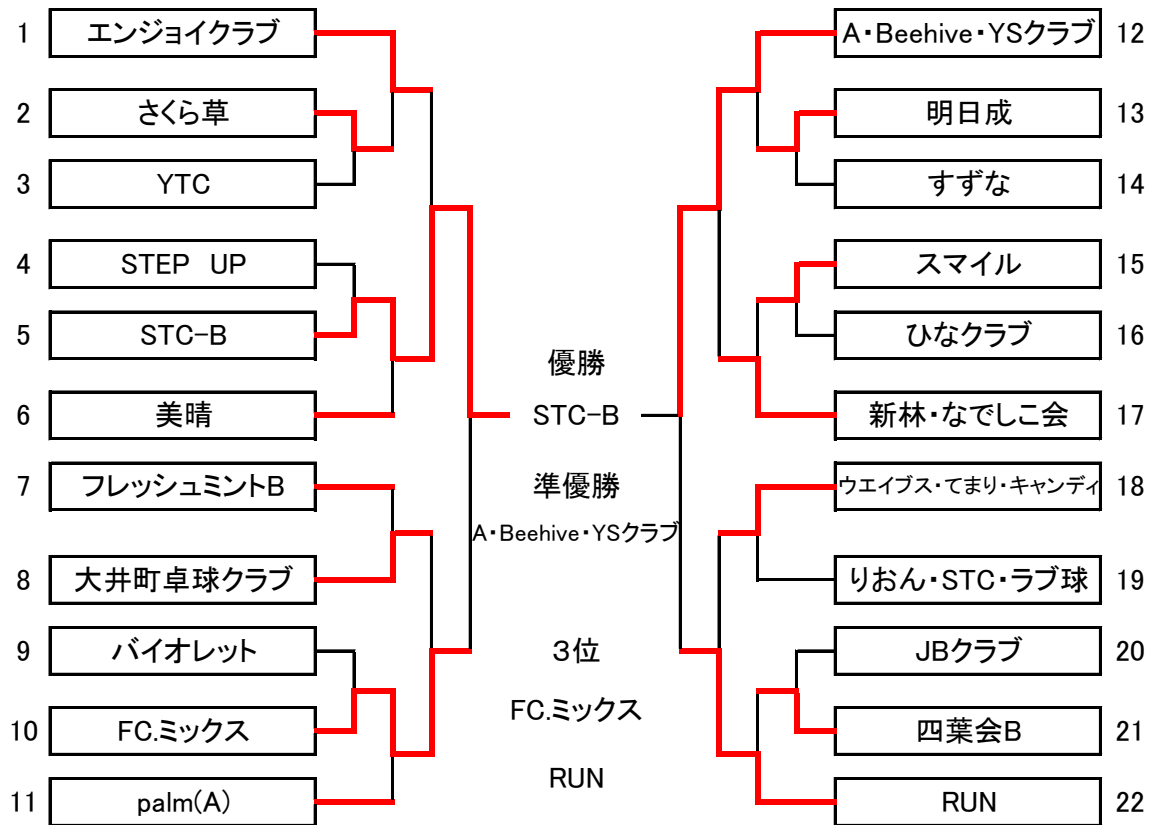 1 エンジョイクラブ
2 さくら草
3 YTC
4 STEP UP
5 STC-B
6 美晴
7 フレッシュミントB
8 大井町卓球クラブ
9 バイオレット
10 FC.ミックス
11 palm(A)
優勝
STC-B
準優勝
A・Beehive・YSクラブ
３位
FC.ミックス
RUN
A・Beehive・YSクラブ 12
明日成 13
すずな 14
スマイル 15
ひなクラブ 16
新林・なでしこ会 17
ウエイブス・てまり・キャンディ 18
りおん・STC・ラブ球 19
JBクラブ 20
四葉会B 21
RUN 22